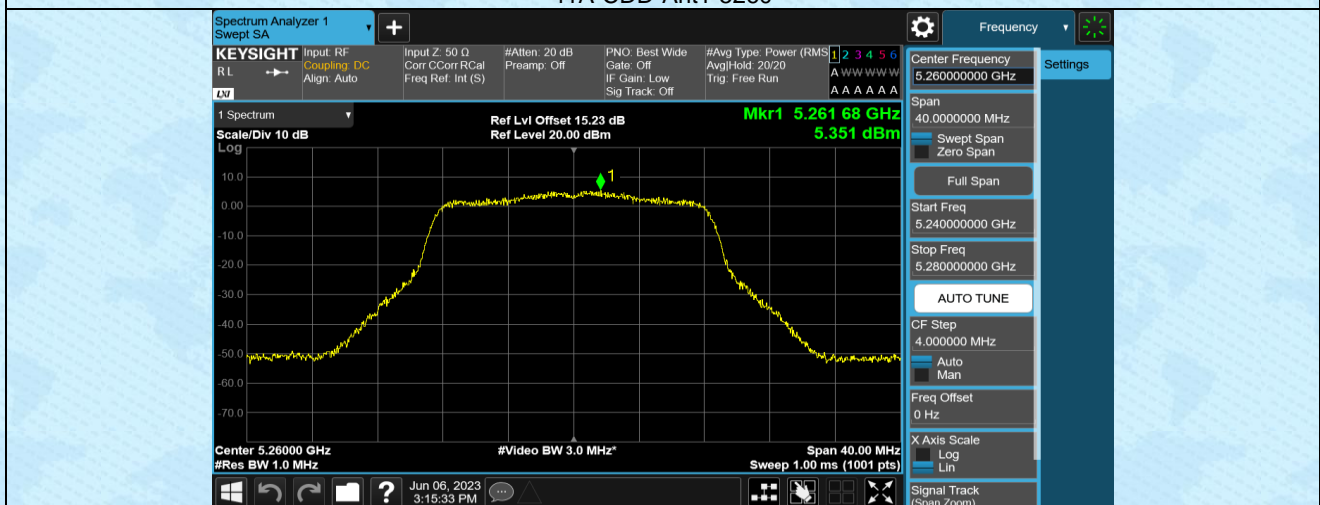 Spectrum Analyzer 1
Swept SA
Frequency
KEYSIGHT
R L
LXI
Input: RF
Coupling: DC
Align: Auto
Input Z: 50 Ω
Corr CCorr RCal
Freq Ref: Int (S)
#Atten: 20 dB
Preamp: Off
PNO: Best Wide
Gate: Off
IF Gain: Low
Sig Track: Off
#Avg Type: Power (RMS
Avg|Hold: 20/20
Trig: Free Run
1 2 3 4 5 6
A W W W W W
A A A A A A
Center Frequency
5.260000000 GHz
Settings
Span
40.0000000 MHz
Swept Span
Zero Span
Full Span
Start Freq
5.240000000 GHz
Stop Freq
5.280000000 GHz
AUTO TUNE
CF Step
4.000000 MHz
Auto
Man
Freq Offset
0 Hz
X Axis Scale
Log
Lin
Signal Track
(Span Zoom)
1 Spectrum
Scale/Div 10 dB
Ref Lvl Offset 15.23 dB
Ref Level 20.00 dBm
Mkr1 5.261 68 GHz
5.351 dBm
Log
1
10.0
0.00
-10.0
-20.0
-30.0
-40.0
-50.0
-60.0
-70.0
Center 5.26000 GHz
#Video BW 3.0 MHz*
Span 40.00 MHz
#Res BW 1.0 MHz
Sweep 1.00 ms (1001 pts)
?
Jun 06, 2023
3:15:33 PM